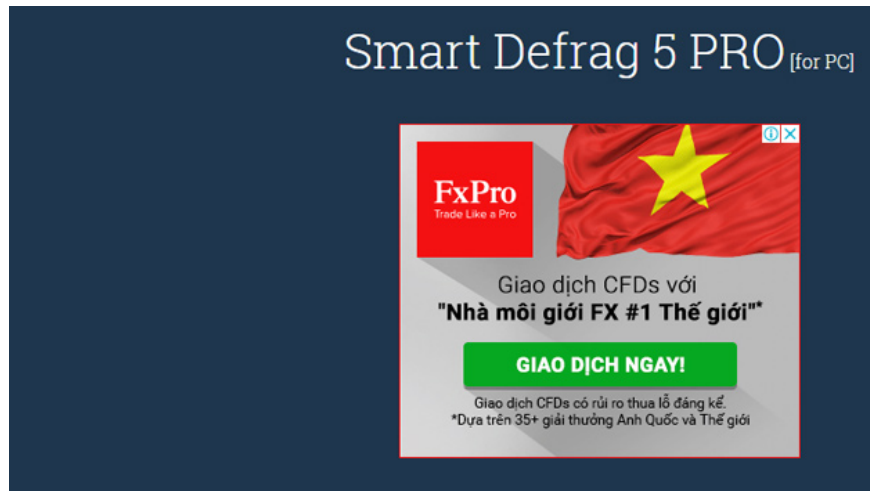 Smart Defrag 5 PRO [for PC]
FxPro
Trade Like a Pro
Giao dịch CFDs với
"Nhà môi giới FX #1 Thế giới"*
GIAO DỊCH NGAY!
Giao dịch CFDs có rủi ro thua lỗ đáng kể.
*Dựa trên 35+ giải thưởng Anh Quốc và Thế giới